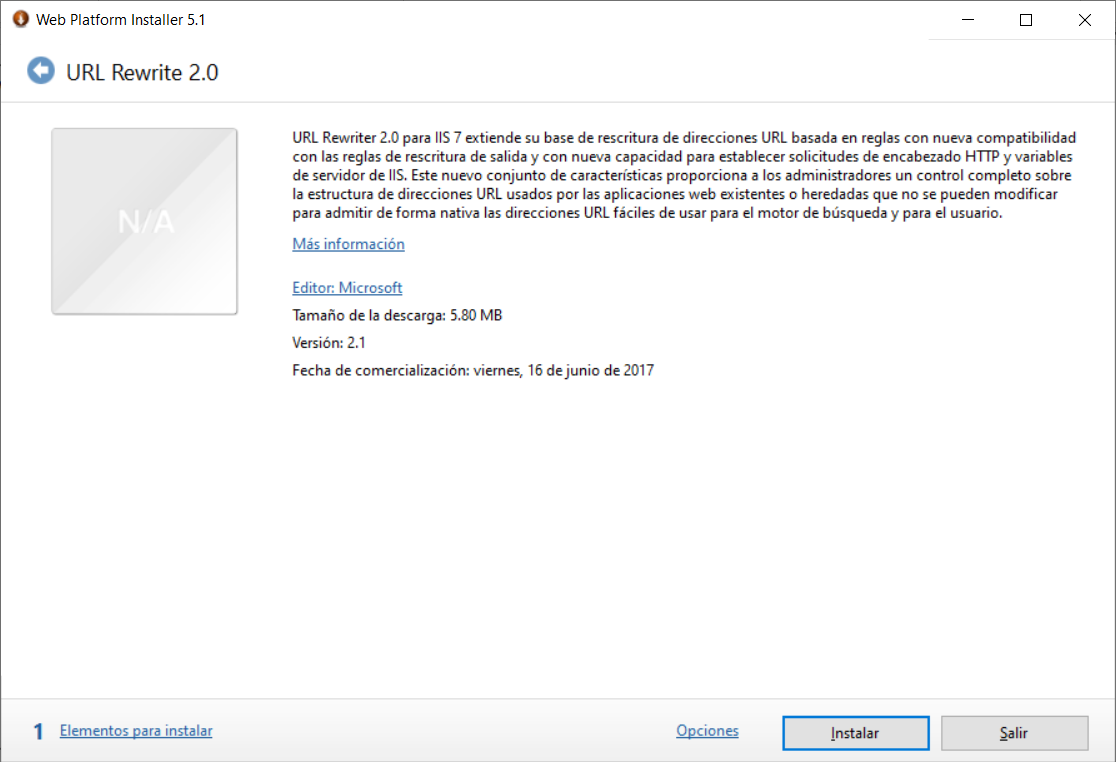 Web Platform Installer 5.1
URL Rewrite 2.0
N/A
URL Rewriter 2.0 para IIS 7 extiende su base de rescritura de direcciones URL basada en reglas con nueva compatibilidad
con las reglas de rescritura de salida y con nueva capacidad para establecer solicitudes de encabezado HTTP y variables
de servidor de IIS. Este nuevo conjunto de características proporciona a los administradores un control completo sobre
la estructura de direcciones URL usados por las aplicaciones web existentes o heredadas que no se pueden modificar
para admitir de forma nativa las direcciones URL fáciles de usar para el motor de búsqueda y para el usuario.
Más información
Editor: Microsoft
Tamaño de la descarga: 5.80 MB
Versión: 2.1
Fecha de comercialización: viernes, 16 de junio de 2017
1 Elementos para instalar
Opciones
Instalar
Salir